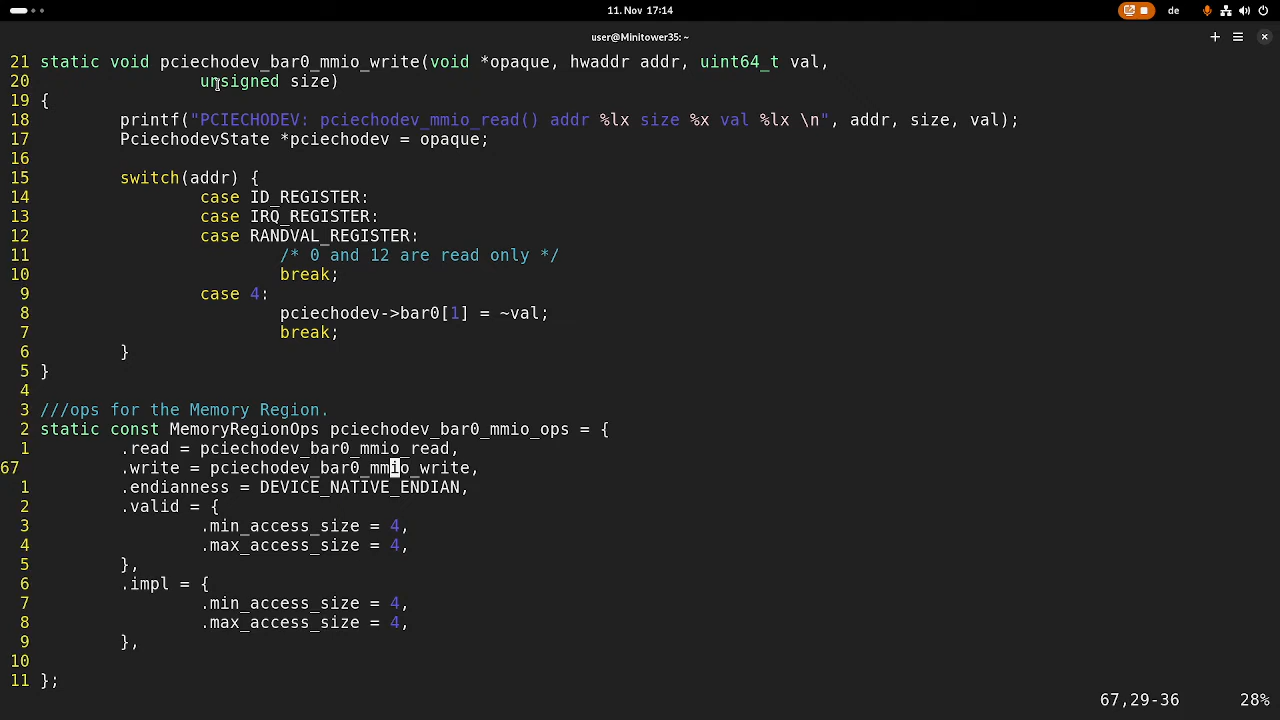 11. Nov 17:14
de
user@Minitower35: ~
21 static void pciechodev_bar0_mmio_write(void *opaque, hwaddr addr, uint64_t val,
20 unsigned size)
19 {
18 printf("PCIECHODEV: pciechodev_mmio_read() addr %lx size %x val %lx \n", addr, size, val);
17 PciechodevState *pciechodev = opaque;
16
15 switch(addr) {
14 case ID_REGISTER:
13 case IRQ_REGISTER:
12 case RANDVAL_REGISTER:
11 /* 0 and 12 are read only */
10 break;
9 case 4:
8 pciechodev->bar0[1] = ~val;
7 break;
6 }
5 }
4
3 ///ops for the Memory Region.
2 static const MemoryRegionOps pciechodev_bar0_mmio_ops = {
1 .read = pciechodev_bar0_mmio_read,
67 .write = pciechodev_bar0_mmio_write,
1 .endianness = DEVICE_NATIVE_ENDIAN,
2 .valid = {
3 .min_access_size = 4,
4 .max_access_size = 4,
5 },
6 .impl = {
7 .min_access_size = 4,
8 .max_access_size = 4,
9 },
10
11 };
67,29-36 28%